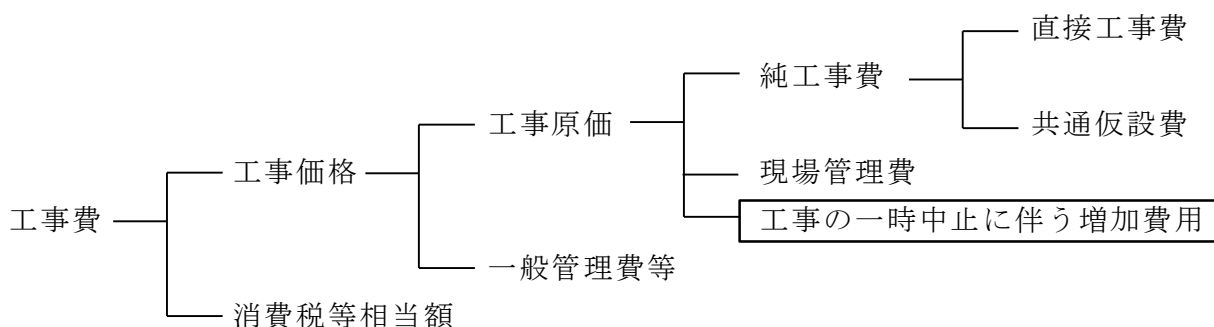 直接工事費
純工事費
共通仮設費
工事原価
現場管理費
工事価格
工事の一時中止に伴う増加費用
工事費
一般管理費等
消費税等相当額